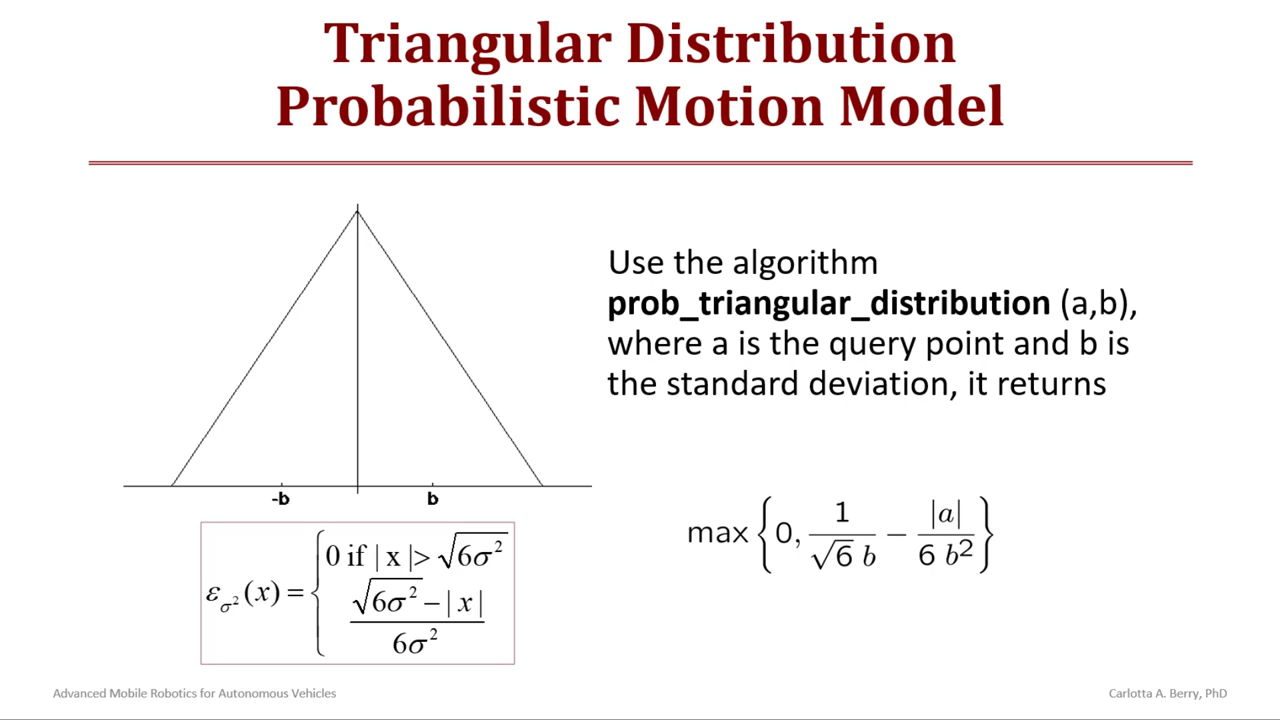 Triangular Distribution
Probabilistic Motion Model
Use the algorithm
prob_triangular_distribution (a,b),
where a is the query point and b is
the standard deviation, it returns
-b
b
ε_{σ²}(x) = { 0 if | x |> √(6σ²)
(√(6σ²) − | x |) / (6σ²)
max {0, 1/(√6 b) − |a|/(6 b²)}
Advanced Mobile Robotics for Autonomous Vehicles
Carlotta A. Berry, PhD